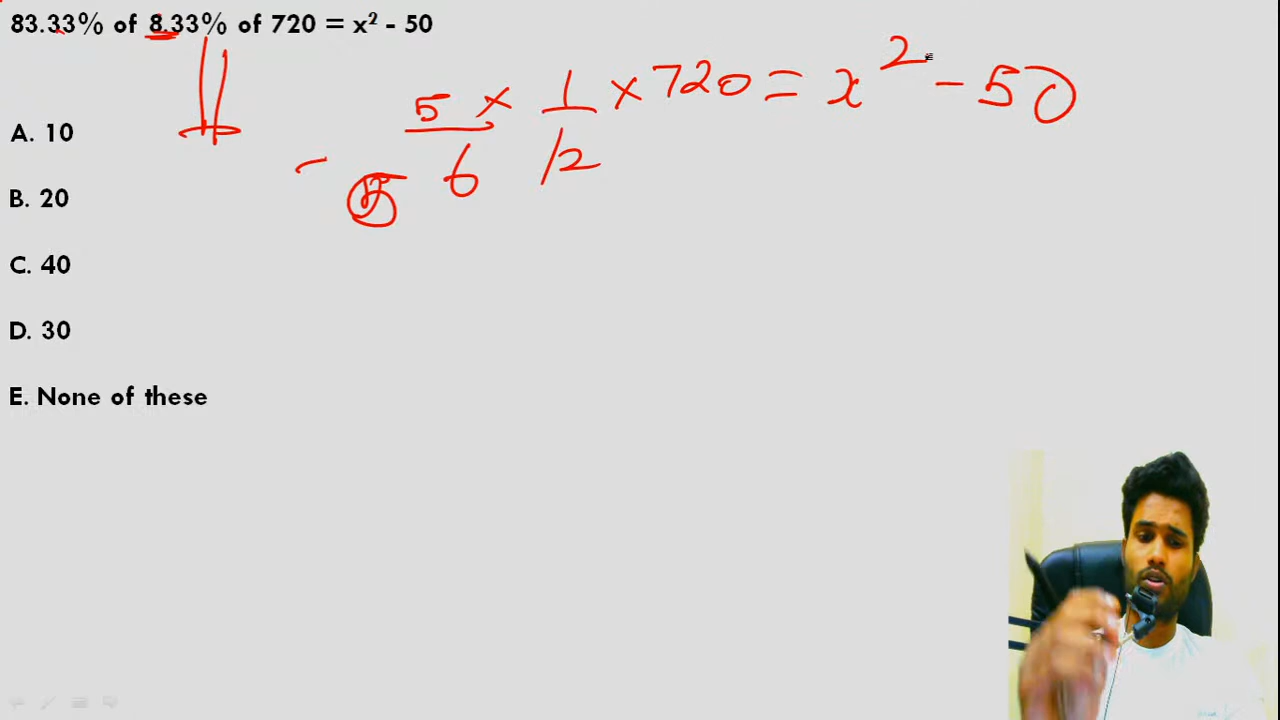 83.33% of 8.33% of 720 = x² - 50
5/6 × 1/12 × 720 = x² - 50
A. 10
B. 20
C. 40
D. 30
E. None of these